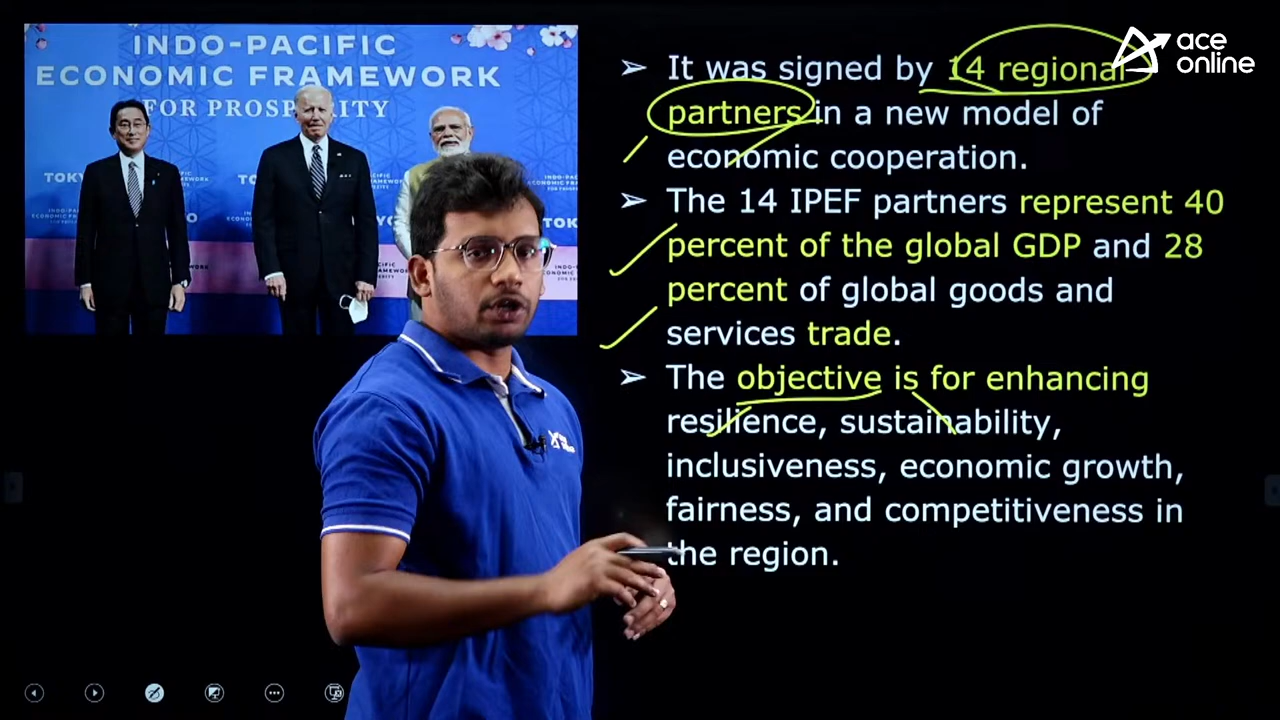 INDO-PACIFIC
ECONOMIC FRAMEWORK
FOR PROSPERITY
ace
online
➢ It was signed by 14 regional
partners in a new model of
economic cooperation.
➢ The 14 IPEF partners represent 40
percent of the global GDP and 28
percent of global goods and
services trade.
➢ The objective is for enhancing
resilience, sustainability,
inclusiveness, economic growth,
fairness, and competitiveness in
the region.